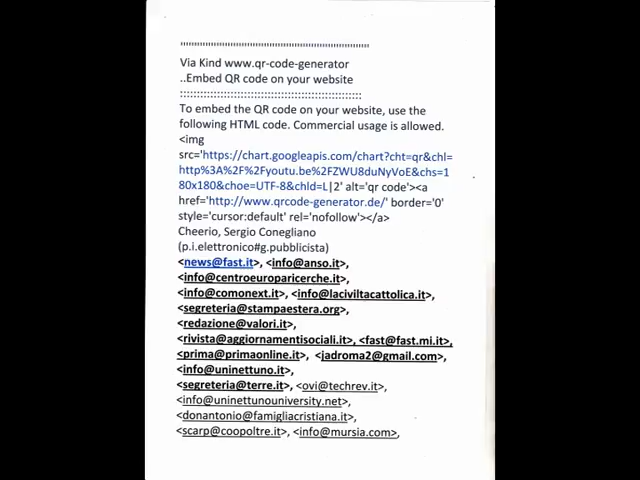 ''''''''''''''''''''''''''''''''''''''''''''''''''''''''''''''''
Via Kind www.qr-code-generator
..Embed QR code on your website
::::::::::::::::::::::::::::::::::::::::::::::::::::::
To embed the QR code on your website, use the
following HTML code. Commercial usage is allowed.
<img
src='https://chart.googleapis.com/chart?cht=qr&chl=
http%3A%2F%2Fyoutu.be%2FZWU8duNyVoE&chs=1
80x180&choe=UTF-8&chld=L|2' alt='qr code'><a
href='http://www.qrcode-generator.de/' border='0'
style='cursor:default' rel='nofollow'></a>
Cheerio, Sergio Conegliano
(p.i.elettronico#g.pubblicista)
<news@fast.it>, <info@anso.it>,
<info@centroeuroparicerche.it>,
<info@comonext.it>, <info@laciviltacattolica.it>,
<segreteria@stampaestera.org>,
<redazione@valori.it>,
<rivista@aggiornamentisociali.it>, <fast@fast.mi.it>,
<prima@primaonline.it>, <jadroma2@gmail.com>,
<info@uninettuno.it>,
<segreteria@terre.it>, <ovi@techrev.it>,
<info@uninettunouniversity.net>,
<donantonio@famigliacristiana.it>,
<scarp@coopoltre.it>, <info@mursia.com>,